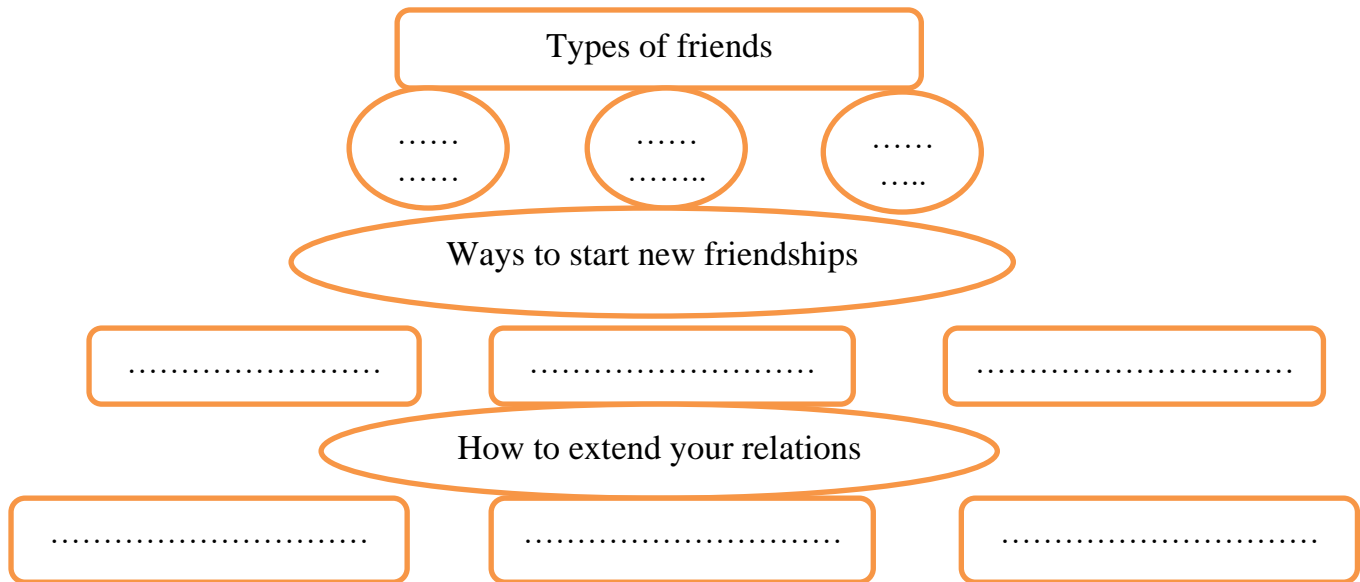 Types of friends
…… …… ……
…… …….. …..
Ways to start new friendships
…………………… ……………………… …………………………
How to extend your relations
………………………… ………………………… …………………………